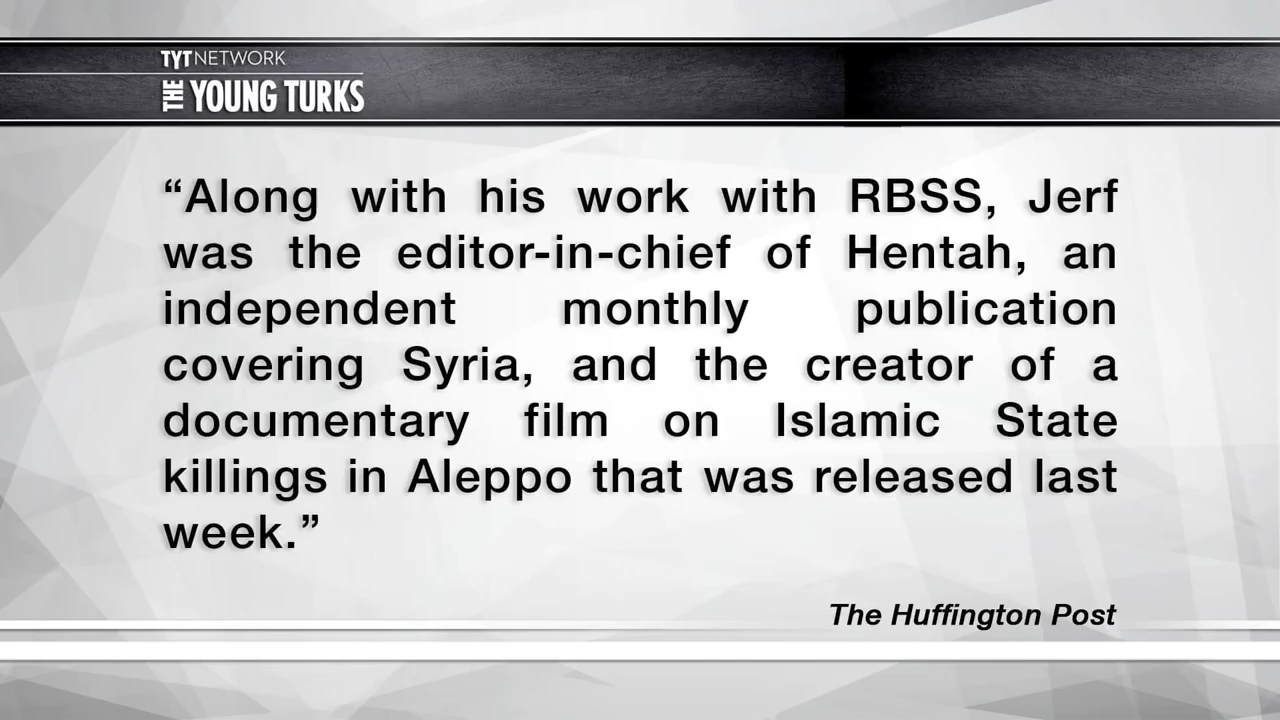 TYT NETWORK
THE YOUNG TURKS
“Along with his work with RBSS, Jerf
was the editor-in-chief of Hentah, an
independent monthly publication
covering Syria, and the creator of a
documentary film on Islamic State
killings in Aleppo that was released last
week.”
The Huffington Post